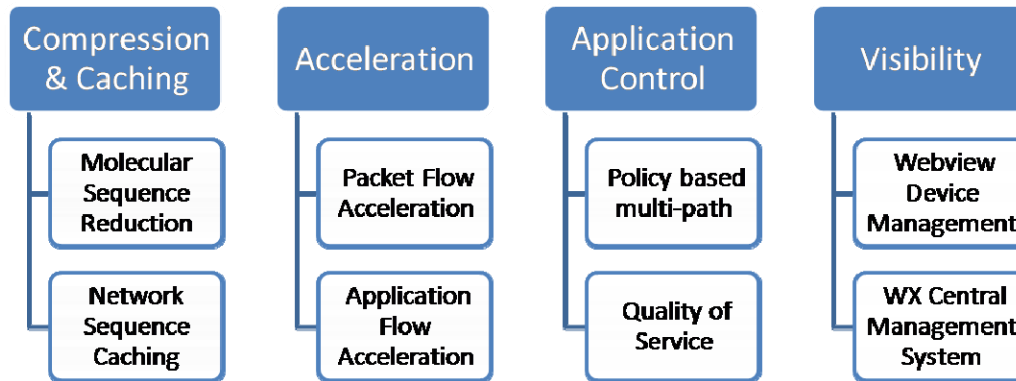 Compression
& Caching
Molecular
Sequence
Reduction
Network
Sequence
Caching
Acceleration
Packet Flow
Acceleration
Application
Flow
Acceleration
Application
Control
Policy based
multi-path
Quality of
Service
Visibility
Webview
Device
Management
WX Central
Management
System